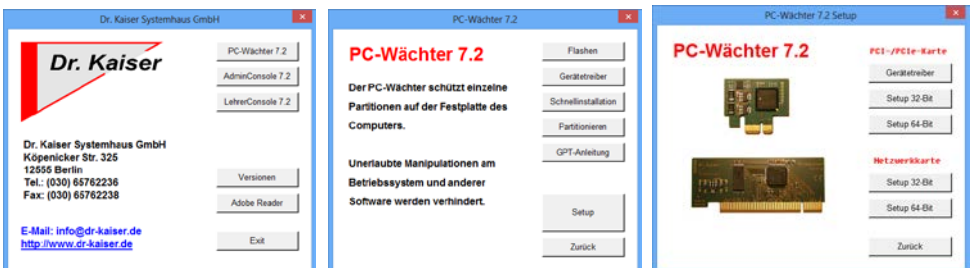 Dr. Kaiser Systemhaus GmbH
Dr. Kaiser
PC-Wächter 7.2
AdminConsole 7.2
LehrerConsole 7.2
Dr. Kaiser Systemhaus GmbH
Köpenicker Str. 325
12555 Berlin
Tel.: (030) 65762236
Fax: (030) 65762238
Versionen
Adobe Reader
E-Mail: info@dr-kaiser.de
http://www.dr-kaiser.de
Exit
PC-Wächter 7.2
PC-Wächter 7.2
Der PC-Wächter schützt einzelne
Partitionen auf der Festplatte des
Computers.
Unerlaubte Manipulationen am
Betriebssystem und anderer
Software werden verhindert.
Flashen
Gerätetreiber
Schnellinstallation
Partitionieren
GPT-Anleitung
Setup
Zurück
PC-Wächter 7.2 Setup
PC-Wächter 7.2
PCI-/PCIe-Karte
Gerätetreiber
Setup 32-Bit
Setup 64-Bit
Netzwerkkarte
Setup 32-Bit
Setup 64-Bit
Zurück